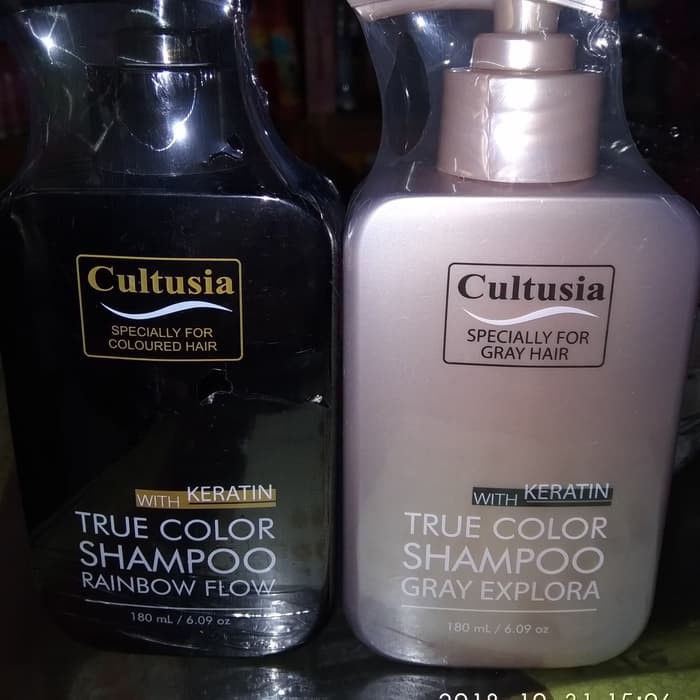 Cultusia
SPECIALLY FOR
COLOURED HAIR
WITH KERATIN
TRUE COLOR
SHAMPOO
RAINBOW FLOW
180 mL / 6.09 oz
Cultusia
SPECIALLY FOR
GRAY HAIR
WITH KERATIN
TRUE COLOR
SHAMPOO
GRAY EXPLORA
180 mL / 6.09 oz